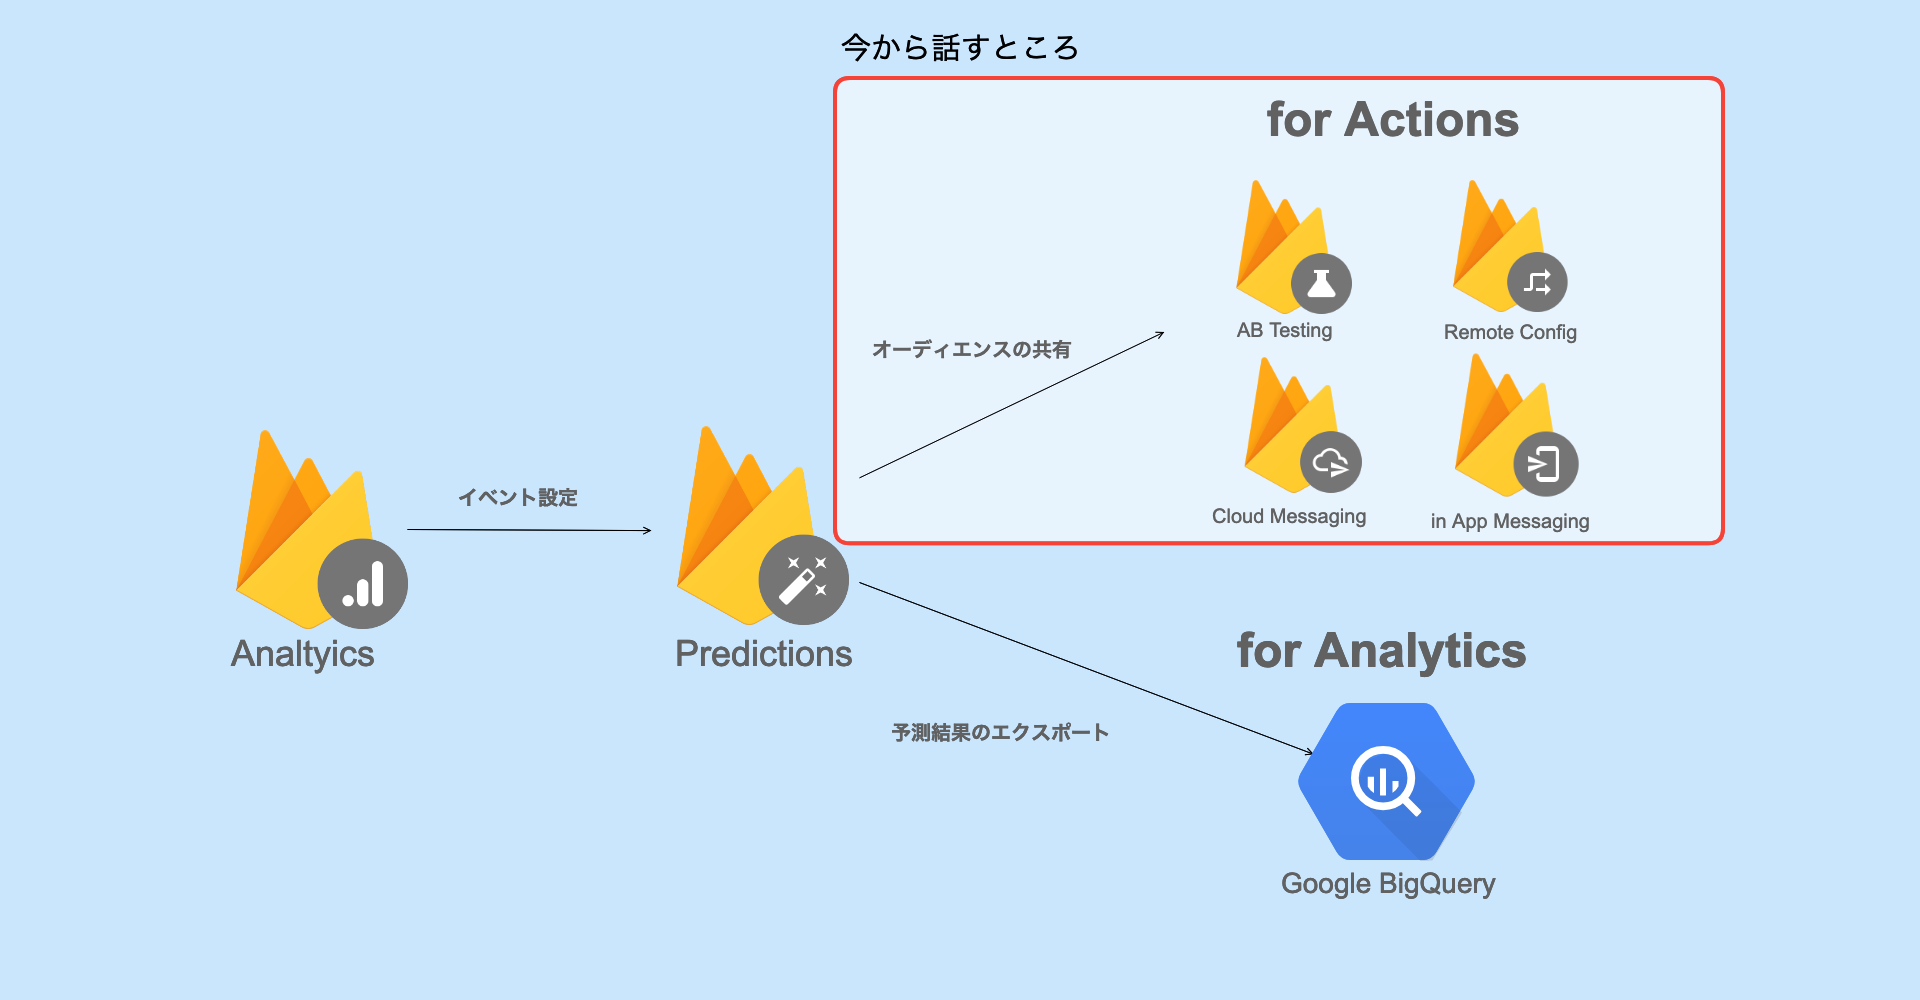 今から話すところ
for Actions
AB Testing
Remote Config
オーディエンスの共有
Cloud Messaging
in App Messaging
イベント設定
Analtyics
Predictions
for Analytics
予測結果のエクスポート
Google BigQuery